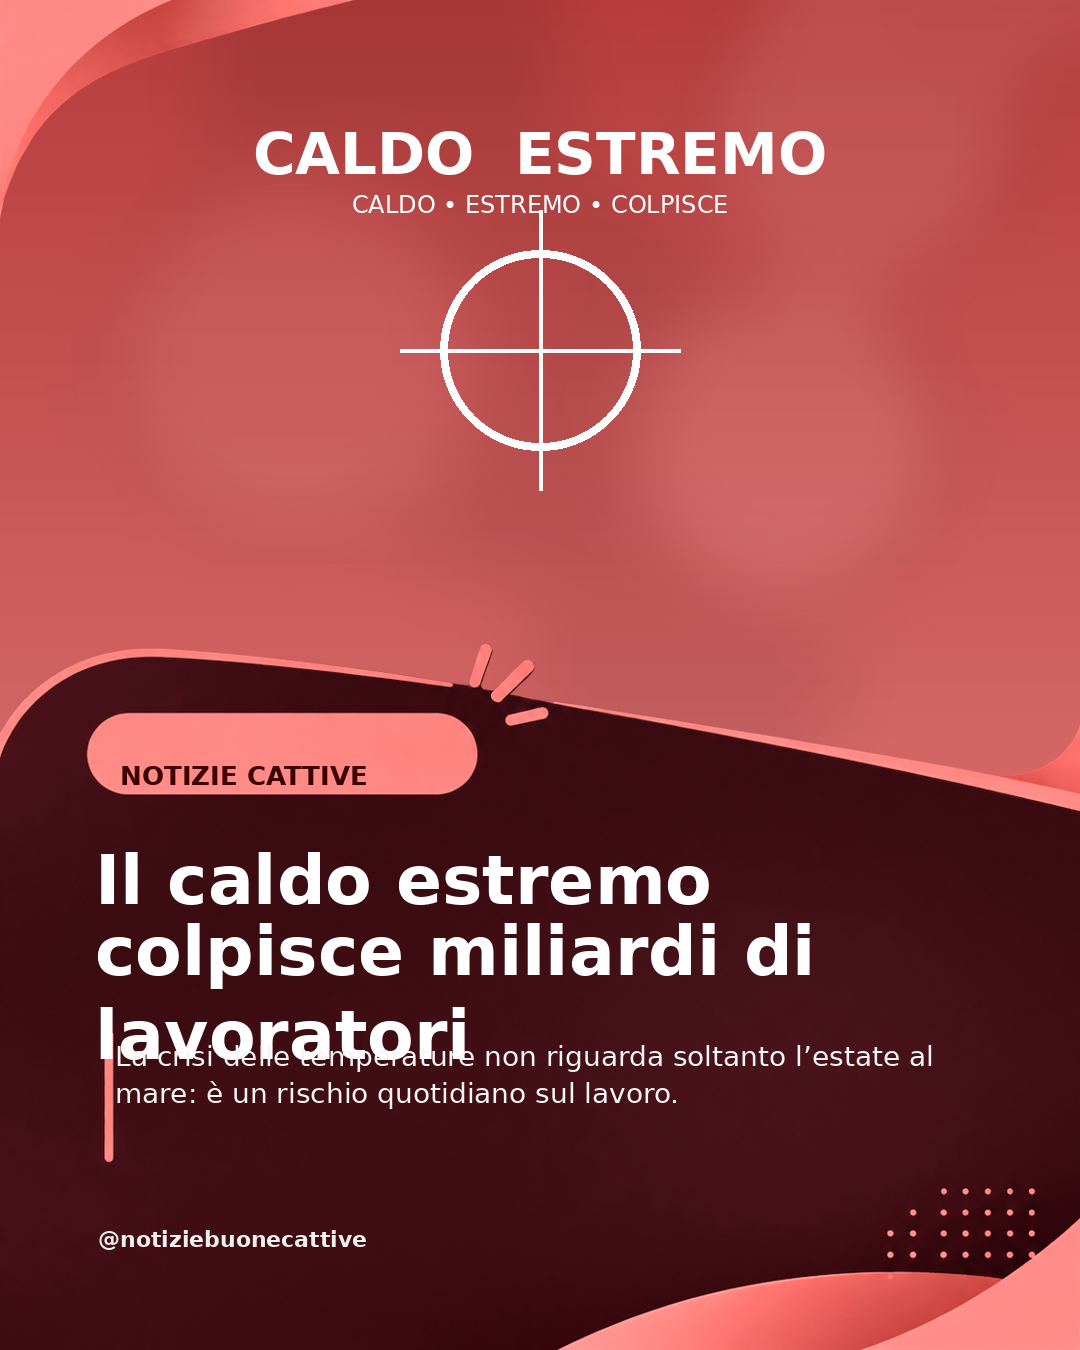 CALDO ESTREMO
CALDO • ESTREMO • COLPISCE
NOTIZIE CATTIVE
Il caldo estremo
colpisce miliardi di
lavoratori
La crisi delle temperature non riguarda soltanto l’estate al
mare: è un rischio quotidiano sul lavoro.
@notiziebuonecattive